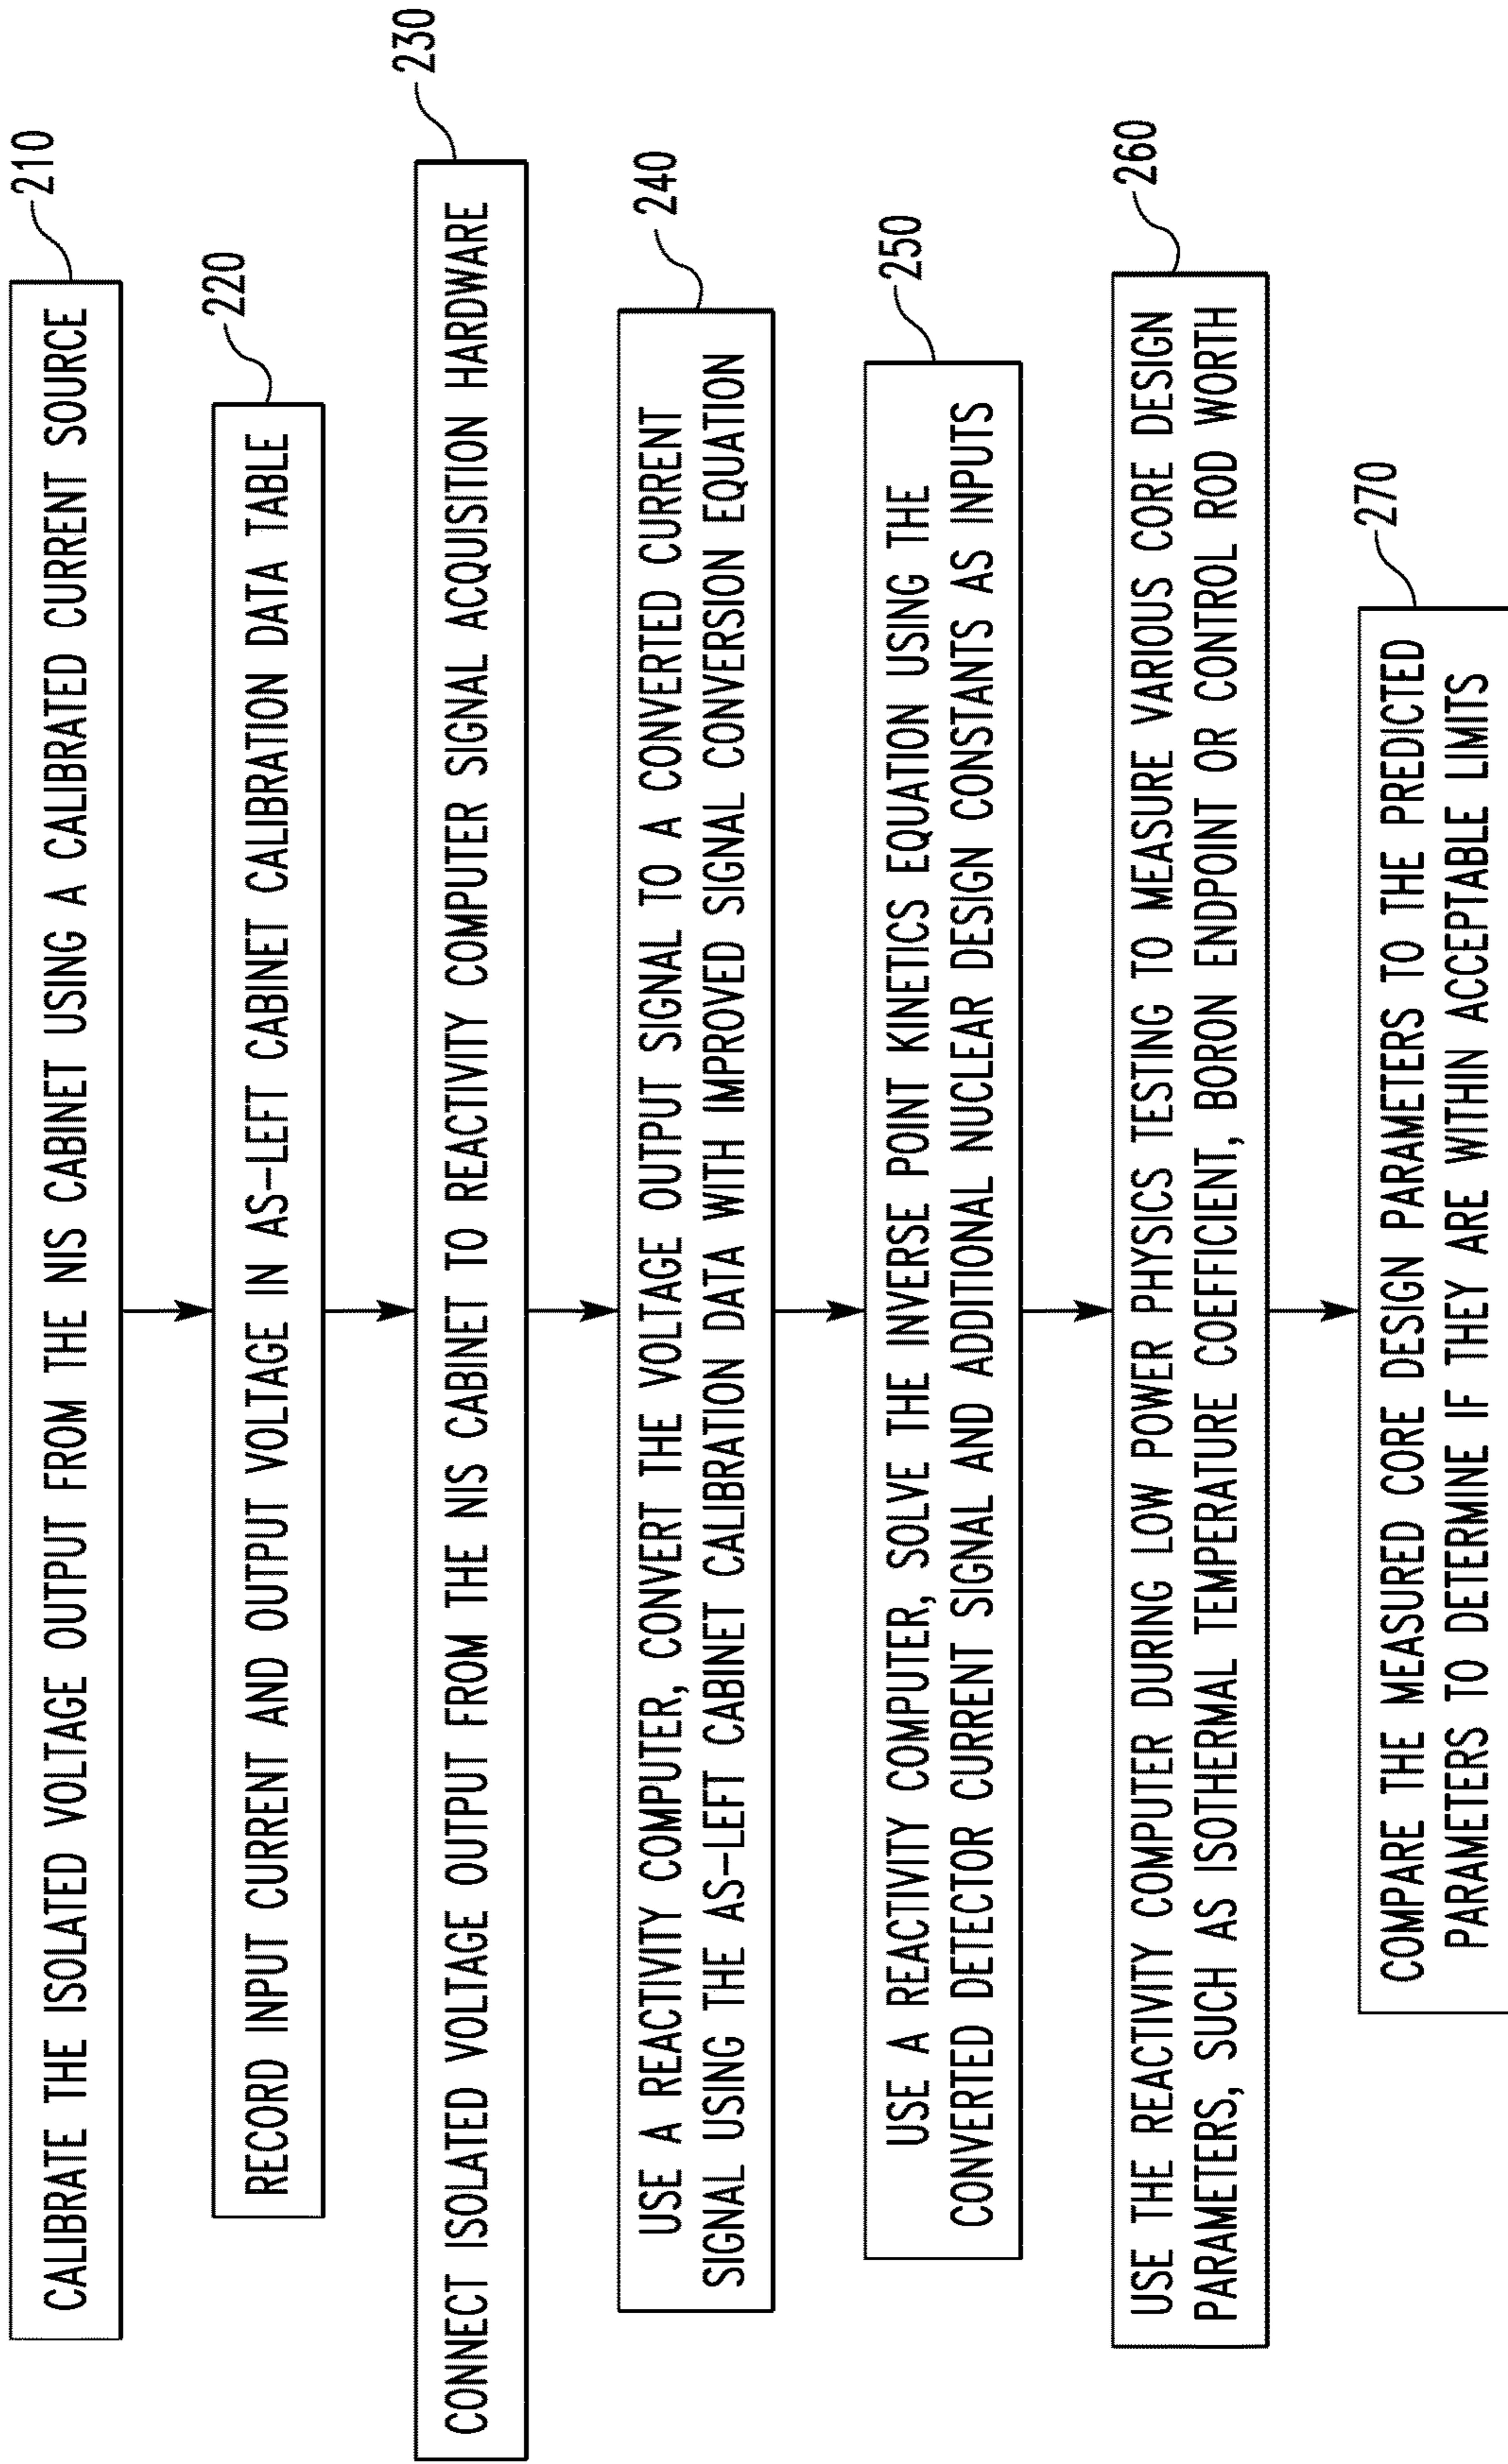 CALIBRATE THE ISOLATED VOLTAGE OUTPUT FROM THE NIS CABINET USING A CALIBRATED CURRENT SOURCE
210
RECORD INPUT CURRENT AND OUTPUT VOLTAGE IN AS-LEFT CABINET CALIBRATION DATA TABLE
220
CONNECT ISOLATED VOLTAGE OUTPUT FROM THE NIS CABINET TO REACTIVITY COMPUTER SIGNAL ACQUISITION HARDWARE
230
USE A REACTIVITY COMPUTER, CONVERT THE VOLTAGE OUTPUT SIGNAL TO A CONVERTED CURRENT
SIGNAL USING THE AS-LEFT CABINET CALIBRATION DATA WITH IMPROVED SIGNAL CONVERSION EQUATION
240
USE A REACTIVITY COMPUTER, SOLVE THE INVERSE POINT KINETICS EQUATION USING THE
CONVERTED DETECTOR CURRENT SIGNAL AND ADDITIONAL NUCLEAR DESIGN CONSTANTS AS INPUTS
250
USE THE REACTIVITY COMPUTER DURING LOW POWER PHYSICS TESTING TO MEASURE VARIOUS CORE DESIGN
PARAMETERS, SUCH AS ISOTHERMAL TEMPERATURE COEFFICIENT, BORON ENDPOINT OR CONTROL ROD WORTH
260
COMPARE THE MEASURED CORE DESIGN PARAMETERS TO THE PREDICTED
PARAMETERS TO DETERMINE IF THEY ARE WITHIN ACCEPTABLE LIMITS
270